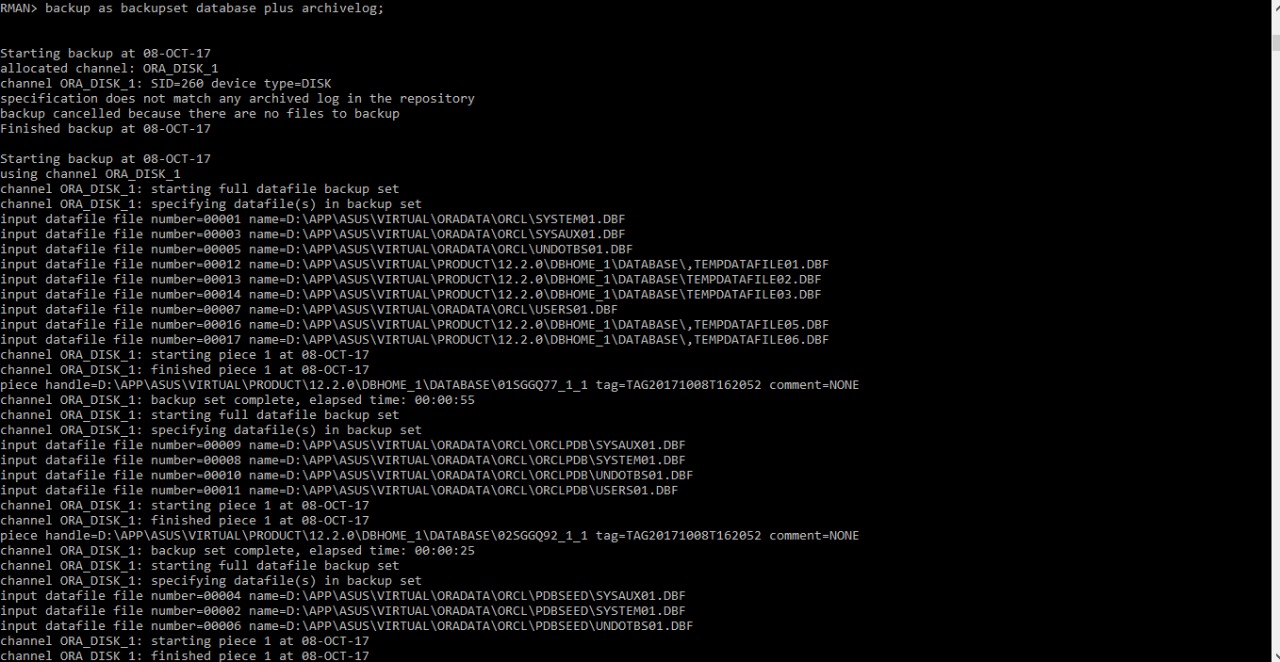 RMAN> backup as backupset database plus archivelog;
Starting backup at 08-OCT-17
allocated channel: ORA_DISK_1
channel ORA_DISK_1: SID=260 device type=DISK
specification does not match any archived log in the repository
backup cancelled because there are no files to backup
Finished backup at 08-OCT-17
Starting backup at 08-OCT-17
using channel ORA_DISK_1
channel ORA_DISK_1: starting full datafile backup set
channel ORA_DISK_1: specifying datafile(s) in backup set
input datafile file number=00001 name=D:\APP\ASUS\VIRTUAL\ORADATA\ORCL\SYSTEM01.DBF
input datafile file number=00003 name=D:\APP\ASUS\VIRTUAL\ORADATA\ORCL\SYSAUX01.DBF
input datafile file number=00005 name=D:\APP\ASUS\VIRTUAL\ORADATA\ORCL\UNDOTBS01.DBF
input datafile file number=00012 name=D:\APP\ASUS\VIRTUAL\PRODUCT\12.2.0\DBHOME_1\DATABASE\,TEMPDATAFILE01.DBF
input datafile file number=00013 name=D:\APP\ASUS\VIRTUAL\PRODUCT\12.2.0\DBHOME_1\DATABASE\TEMPDATAFILE02.DBF
input datafile file number=00014 name=D:\APP\ASUS\VIRTUAL\PRODUCT\12.2.0\DBHOME_1\DATABASE\TEMPDATAFILE03.DBF
input datafile file number=00007 name=D:\APP\ASUS\VIRTUAL\ORADATA\ORCL\USERS01.DBF
input datafile file number=00016 name=D:\APP\ASUS\VIRTUAL\PRODUCT\12.2.0\DBHOME_1\DATABASE\,TEMPDATAFILE05.DBF
input datafile file number=00017 name=D:\APP\ASUS\VIRTUAL\PRODUCT\12.2.0\DBHOME_1\DATABASE\,TEMPDATAFILE06.DBF
channel ORA_DISK_1: starting piece 1 at 08-OCT-17
channel ORA_DISK_1: finished piece 1 at 08-OCT-17
piece handle=D:\APP\ASUS\VIRTUAL\PRODUCT\12.2.0\DBHOME_1\DATABASE\01SGGQ77_1_1 tag=TAG20171008T162052 comment=NONE
channel ORA_DISK_1: backup set complete, elapsed time: 00:00:55
channel ORA_DISK_1: starting full datafile backup set
channel ORA_DISK_1: specifying datafile(s) in backup set
input datafile file number=00009 name=D:\APP\ASUS\VIRTUAL\ORADATA\ORCL\ORCLPDB\SYSAUX01.DBF
input datafile file number=00008 name=D:\APP\ASUS\VIRTUAL\ORADATA\ORCL\ORCLPDB\SYSTEM01.DBF
input datafile file number=00010 name=D:\APP\ASUS\VIRTUAL\ORADATA\ORCL\ORCLPDB\UNDOTBS01.DBF
input datafile file number=00011 name=D:\APP\ASUS\VIRTUAL\ORADATA\ORCL\ORCLPDB\USERS01.DBF
channel ORA_DISK_1: starting piece 1 at 08-OCT-17
channel ORA_DISK_1: finished piece 1 at 08-OCT-17
piece handle=D:\APP\ASUS\VIRTUAL\PRODUCT\12.2.0\DBHOME_1\DATABASE\02SGGQ92_1_1 tag=TAG20171008T162052 comment=NONE
channel ORA_DISK_1: backup set complete, elapsed time: 00:00:25
channel ORA_DISK_1: starting full datafile backup set
channel ORA_DISK_1: specifying datafile(s) in backup set
input datafile file number=00004 name=D:\APP\ASUS\VIRTUAL\ORADATA\ORCL\PDBSEED\SYSAUX01.DBF
input datafile file number=00002 name=D:\APP\ASUS\VIRTUAL\ORADATA\ORCL\PDBSEED\SYSTEM01.DBF
input datafile file number=00006 name=D:\APP\ASUS\VIRTUAL\ORADATA\ORCL\PDBSEED\UNDOTBS01.DBF
channel ORA_DISK_1: starting piece 1 at 08-OCT-17
channel ORA_DISK_1: finished piece 1 at 08-OCT-17